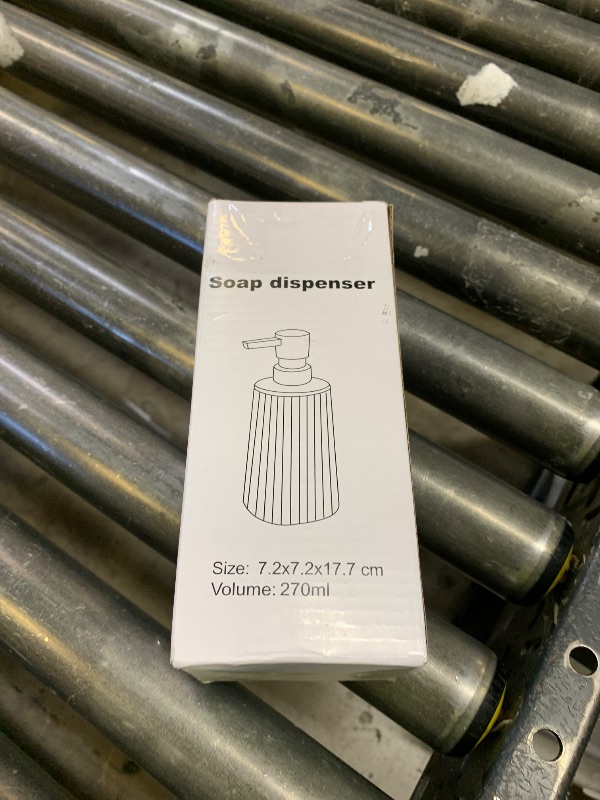 Soap dispenser
Size: 7.2x7.2x17.7 cm
Volume: 270ml